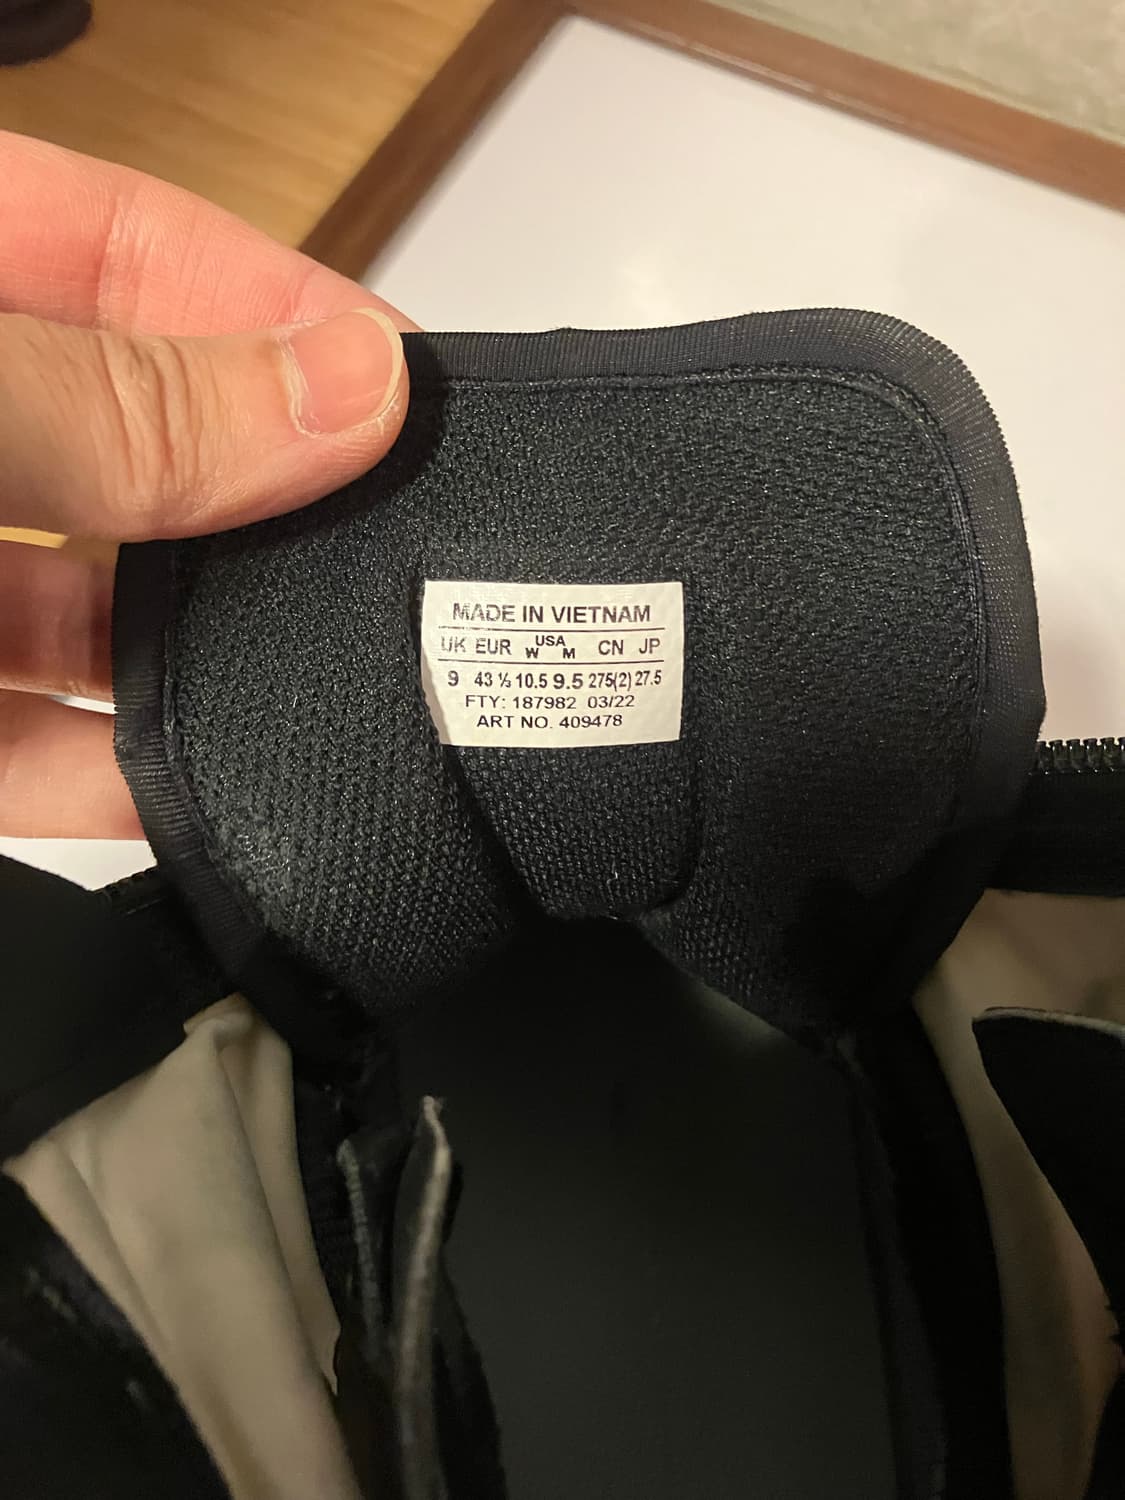 MADE IN VIETNAM
UK EUR USA W M CN JP
9 43 ⅓ 10.5 9.5 275(2) 27.5
FTY: 187982 03/22
ART NO. 409478